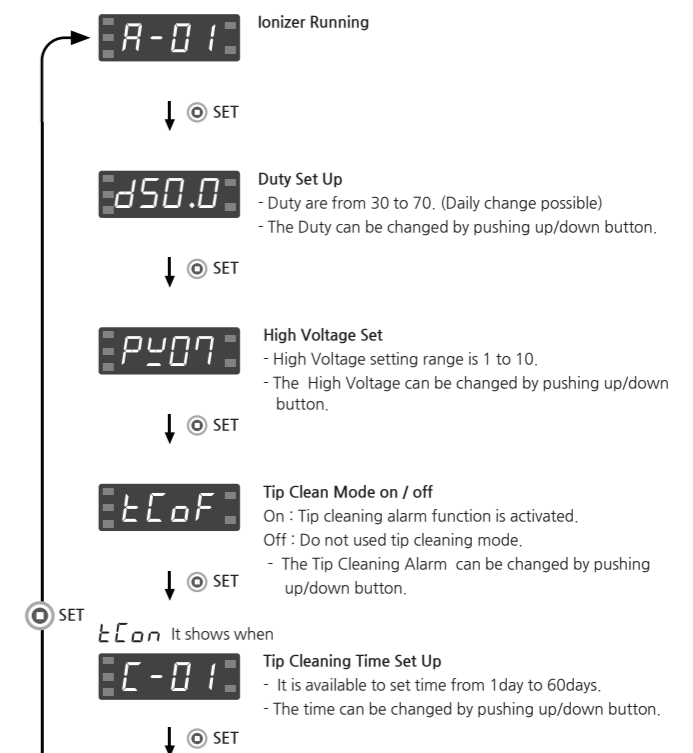 A-01
Ionizer Running
SET
d50.0
Duty Set Up
- Duty are from 30 to 70. (Daily change possible)
- The Duty can be changed by pushing up/down button.
SET
High Voltage Set
- High Voltage setting range is 1 to 10.
- The  High Voltage can be changed by pushing up/down
button.
SET
tCoF
Tip Clean Mode on / off
On : Tip cleaning alarm function is activated.
Off : Do not used tip cleaning mode.
-  The Tip Cleaning Alarm  can be changed by pushing
up/down button.
SET
SET
tCon It shows when
C-01
Tip Cleaning Time Set Up
-  It is available to set time from 1day to 60days.
- The time can be changed by pushing up/down button.
SET